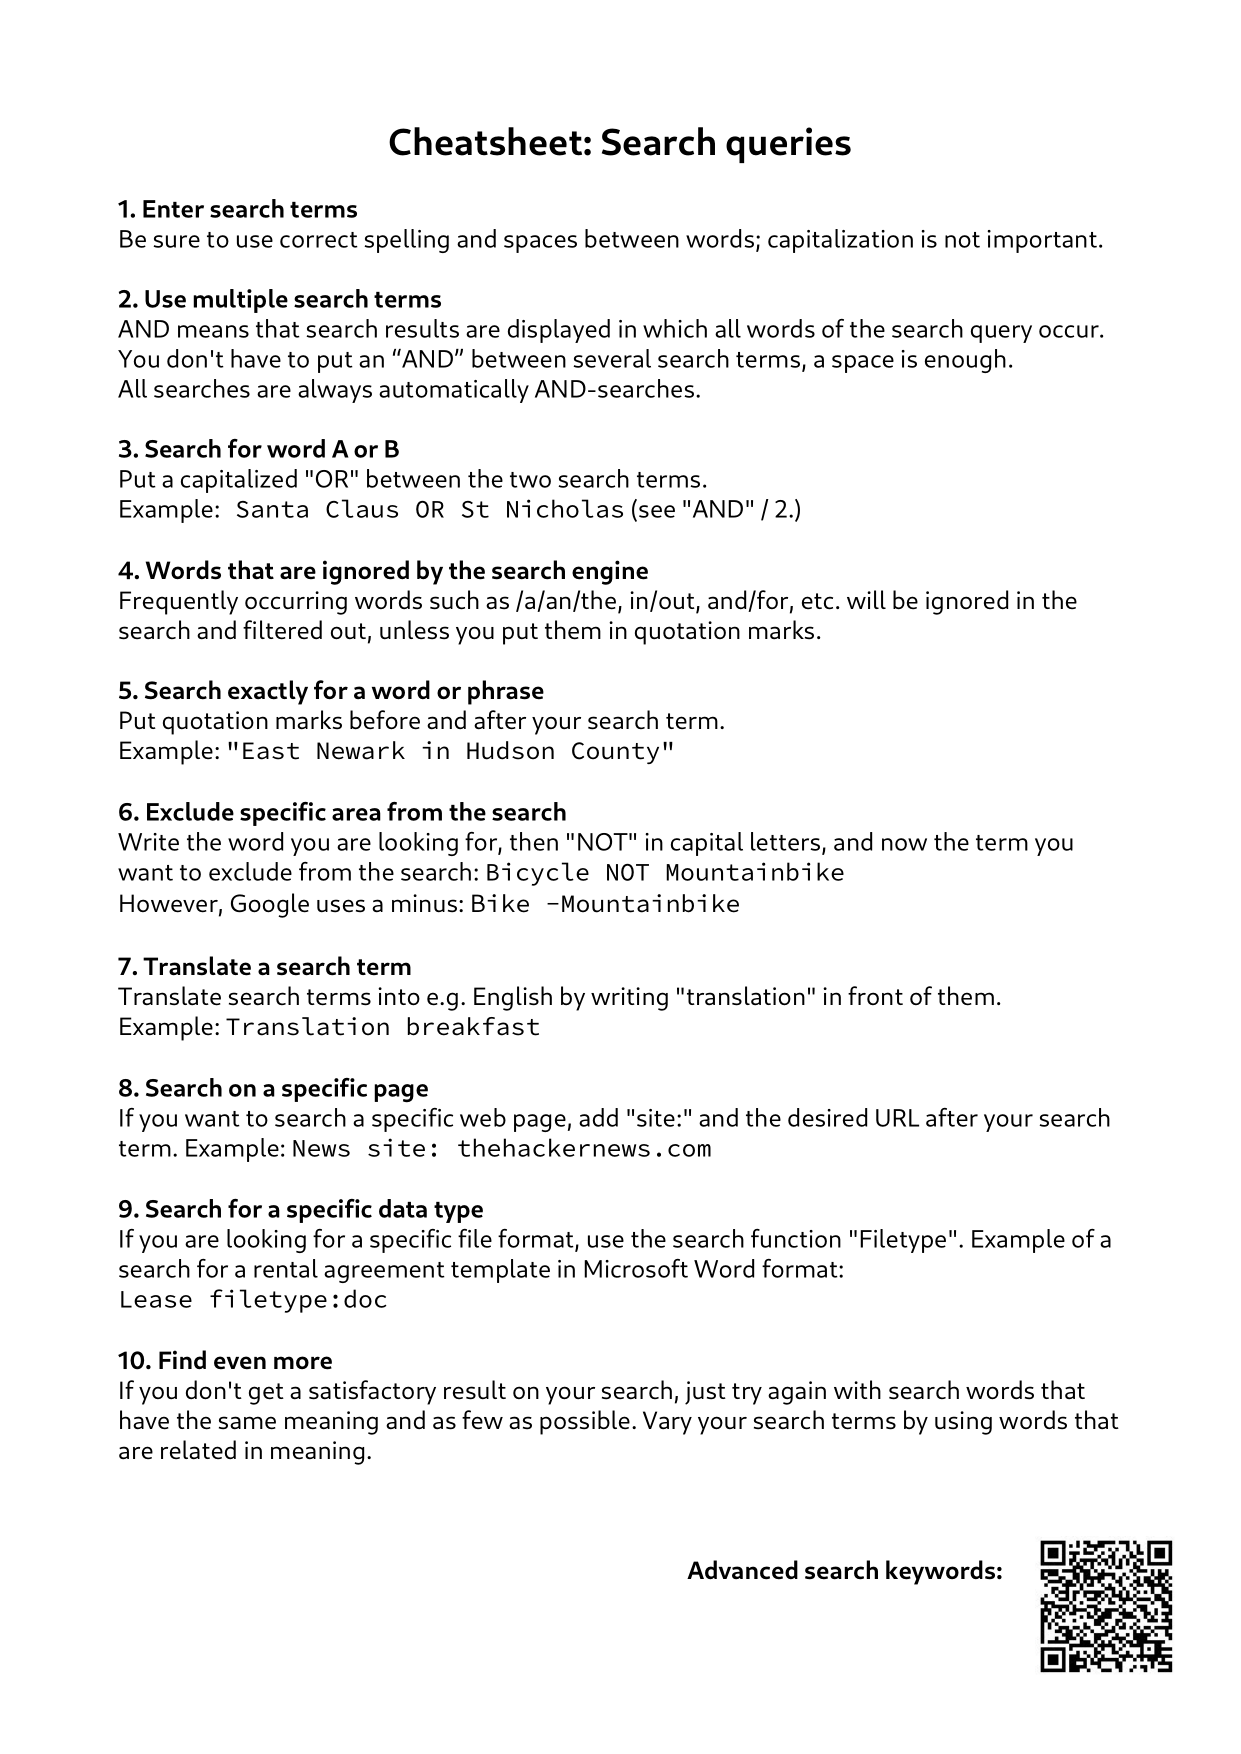 Cheatsheet: Search queries
1. Enter search terms
Be sure to use correct spelling and spaces between words; capitalization is not important.
2. Use multiple search terms
AND means that search results are displayed in which all words of the search query occur.
You don't have to put an “AND” between several search terms, a space is enough.
All searches are always automatically AND-searches.
3. Search for word A or B
Put a capitalized "OR" between the two search terms.
Example: Santa Claus OR St Nicholas (see "AND" / 2.)
4. Words that are ignored by the search engine
Frequently occurring words such as /a/an/the, in/out, and/for, etc. will be ignored in the
search and filtered out, unless you put them in quotation marks.
5. Search exactly for a word or phrase
Put quotation marks before and after your search term.
Example: "East Newark in Hudson County"
6. Exclude specific area from the search
Write the word you are looking for, then "NOT" in capital letters, and now the term you
want to exclude from the search: Bicycle NOT Mountainbike
However, Google uses a minus: Bike –Mountainbike
7. Translate a search term
Translate search terms into e.g. English by writing "translation" in front of them.
Example: Translation breakfast
8. Search on a specific page
If you want to search a specific web page, add "site:" and the desired URL after your search
term. Example: News site: thehackernews.com
9. Search for a specific data type
If you are looking for a specific file format, use the search function "Filetype". Example of a
search for a rental agreement template in Microsoft Word format:
Lease filetype:doc
10. Find even more
If you don't get a satisfactory result on your search, just try again with search words that
have the same meaning and as few as possible. Vary your search terms by using words that
are related in meaning.
Advanced search keywords: